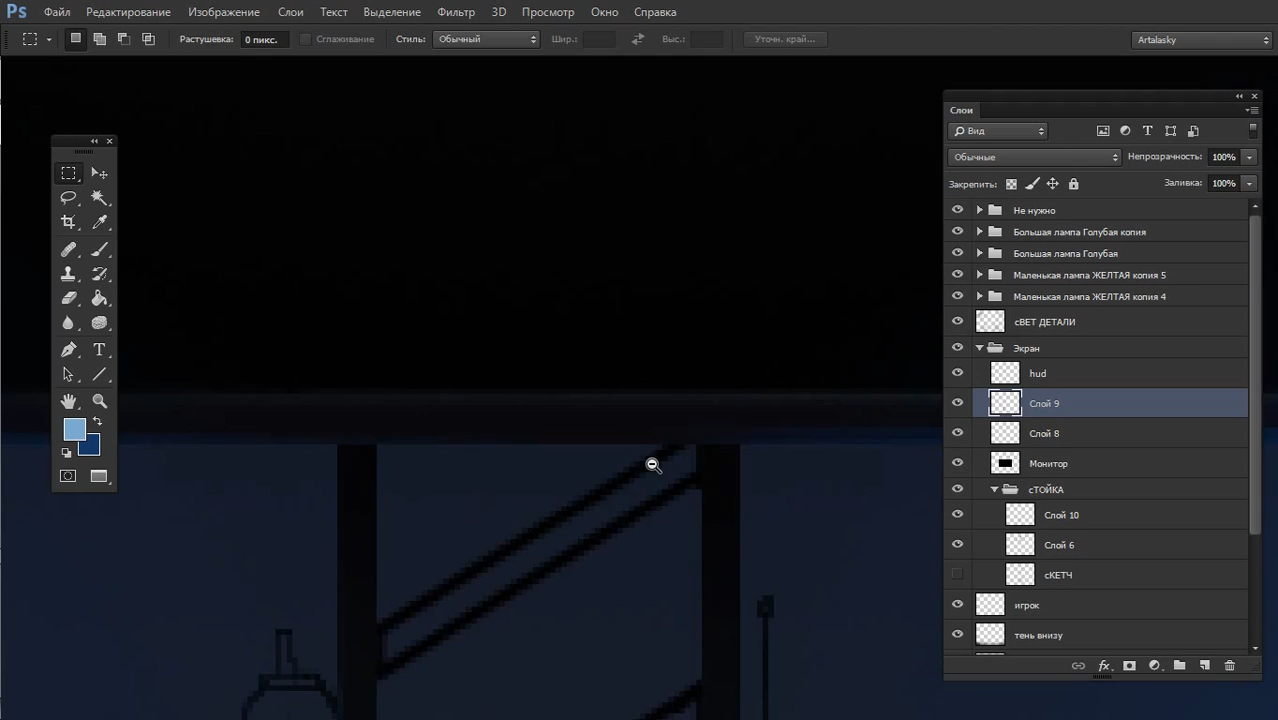 Ps Файл Редактирование Изображение Слои Текст Выделение Фильтр 3D Просмотр Окно Справка
Растушевка: 0 пикс. Сглаживание Стиль: Обычный Шир.: Выс.: Уточн. край... Artalasky
Слои
Вид
Обычные Непрозрачность: 100%
Закрепить: Заливка: 100%
Не нужно
Большая лампа Голубая копия
Большая лампа Голубая
Маленькая лампа ЖЕЛТАЯ копия 5
Маленькая лампа ЖЕЛТАЯ копия 4
сВЕТ ДЕТАЛИ
Экран
hud
Слой 9
Слой 8
Монитор
сТОЙКА
Слой 10
Слой 6
сКЕТЧ
игрок
тень внизу